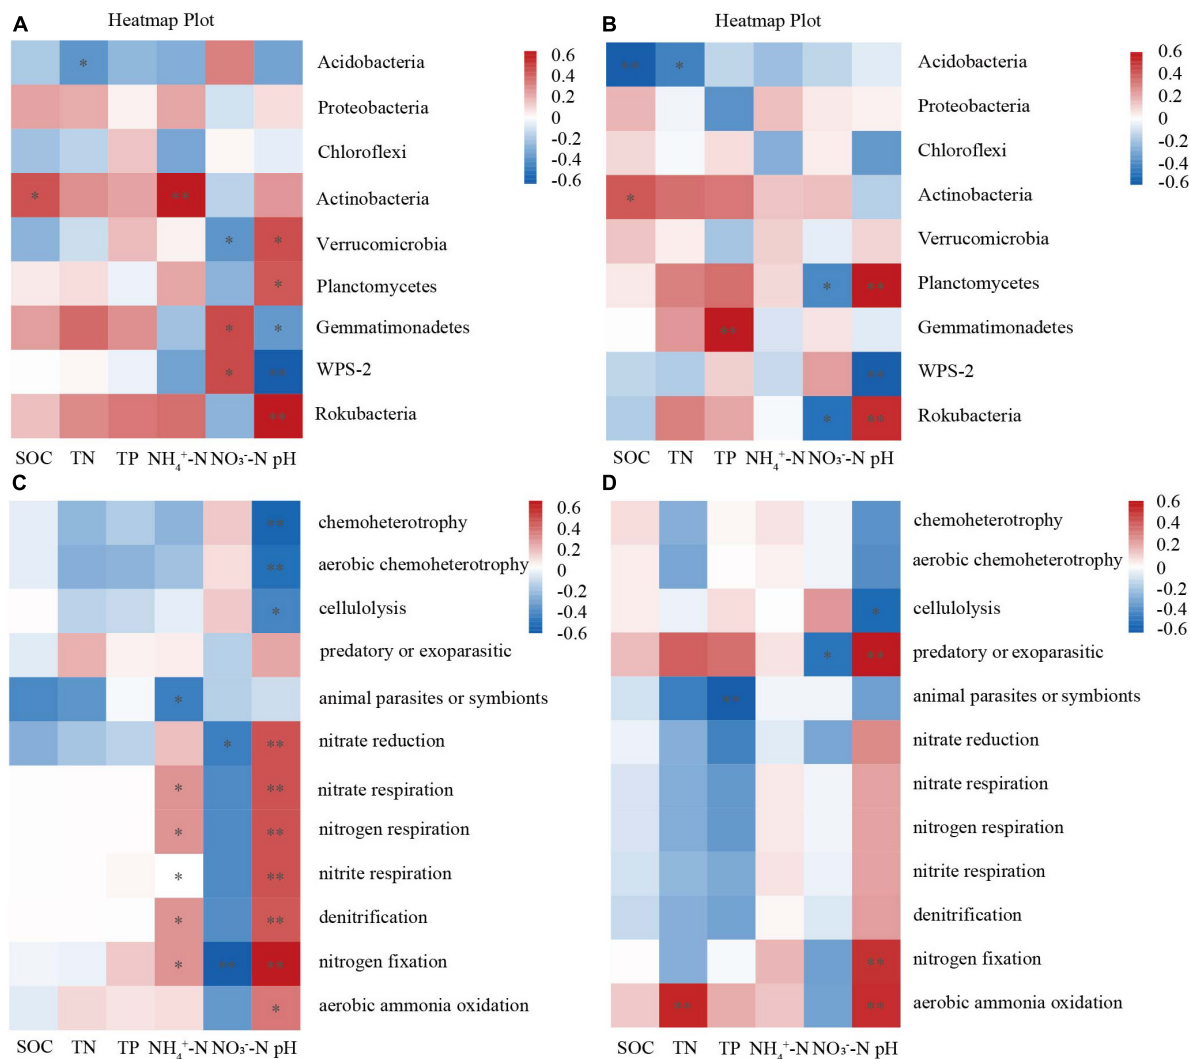 A
Heatmap Plot
Acidobacteria
Proteobacteria
Chloroflexi
Actinobacteria
Verrucomicrobia
Planctomycetes
Gemmatimonadetes
WPS-2
Rokubacteria
0.6
0.4
0.2
0
-0.2
-0.4
-0.6
*
* **
* *
*
* *
* **
**
SOC TN TP NH₄⁺-N NO₃⁻-N pH
B
Heatmap Plot
Acidobacteria
Proteobacteria
Chloroflexi
Actinobacteria
Verrucomicrobia
Planctomycetes
Gemmatimonadetes
WPS-2
Rokubacteria
0.6
0.4
0.2
0
-0.2
-0.4
-0.6
** *
*
* **
**
**
* **
SOC TN TP NH₄⁺-N NO₃⁻-N pH
C
chemoheterotrophy
aerobic chemoheterotrophy
cellulolysis
predatory or exoparasitic
animal parasites or symbionts
nitrate reduction
nitrate respiration
nitrogen respiration
nitrite respiration
denitrification
nitrogen fixation
aerobic ammonia oxidation
0.6
0.4
0.2
0
-0.2
-0.4
-0.6
**
**
*
*
* **
* **
* **
* **
* **
* ** **
*
SOC TN TP NH₄⁺-N NO₃⁻-N pH
D
chemoheterotrophy
aerobic chemoheterotrophy
cellulolysis
predatory or exoparasitic
animal parasites or symbionts
nitrate reduction
nitrate respiration
nitrogen respiration
nitrite respiration
denitrification
nitrogen fixation
aerobic ammonia oxidation
0.6
0.4
0.2
0
-0.2
-0.4
-0.6
*
* **
**
**
** **
SOC TN TP NH₄⁺-N NO₃⁻-N pH